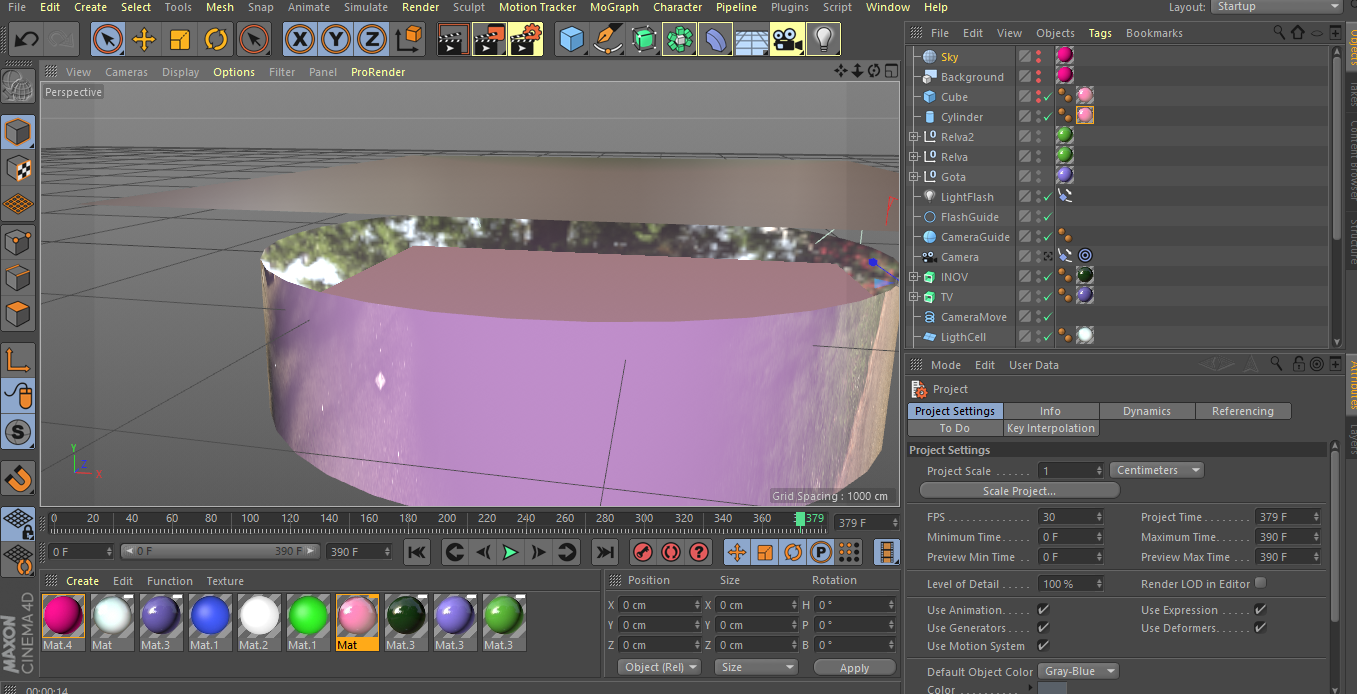 File Edit Create Select Tools Mesh Snap Animate Simulate Render Sculpt Motion Tracker MoGraph Character Pipeline Plugins Script Window Help Layout: Startup
View Cameras Display Options Filter Panel ProRender
Perspective
Grid Spacing : 1000 cm
Y
Z
X
File Edit View Objects Tags Bookmarks
Sky
Background
Cube
Cylinder
Relva2
Relva
Gota
LightFlash
FlashGuide
CameraGuide
Camera
INOV
TV
CameraMove
LigthCell
Objects
Takes
Content Browser
Structure
Mode Edit User Data
Project
Project Settings Info Dynamics Referencing
To Do Key Interpolation
Project Settings
Project Scale . . . . . . 1 Centimeters
Scale Project...
FPS 30 Project Time 379 F
Minimum Time 0 F Maximum Time 390 F
Preview Min Time 0 F Preview Max Time 390 F
Level of Detail 100 % Render LOD in Editor
Use Animation Use Expression
Use Generators Use Deformers
Use Motion System
Default Object Color Gray-Blue
Color
Attributes
Layers
0 20 40 60 80 100 120 140 160 180 200 220 240 260 280 300 320 340 360 379 379 F
0 F 0 F 390 F 390 F
Create Edit Function Texture
Mat.4 Mat Mat.3 Mat.1 Mat.2 Mat.1 Mat Mat.3 Mat.3 Mat.3
Position Size Rotation
X 0 cm X 0 cm H 0 °
Y 0 cm Y 0 cm P 0 °
Z 0 cm Z 0 cm B 0 °
Object (Rel) Size Apply
MAXON
CINEMA 4D
00:00:14